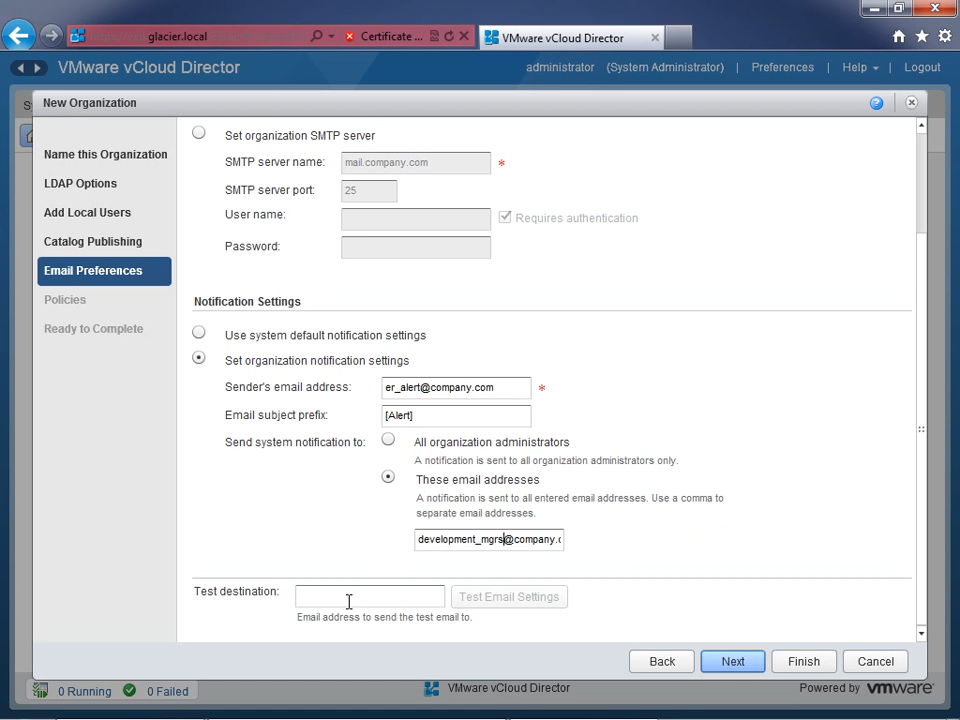 glacier.local
Certificate ...
VMware vCloud Director
VMware vCloud Director
administrator
(System Administrator)
|
Preferences
|
Help
|
Logout
New Organization
Name this Organization
LDAP Options
Add Local Users
Catalog Publishing
Email Preferences
Policies
Ready to Complete
Set organization SMTP server
SMTP server name:
mail.company.com
*
SMTP server port:
25
User name:
Requires authentication
Password:
Notification Settings
Use system default notification settings
Set organization notification settings
Sender's email address:
er_alert@company.com
*
Email subject prefix:
[Alert]
Send system notification to:
All organization administrators
A notification is sent to all organization administrators only.
These email addresses
A notification is sent to all entered email addresses. Use a comma to
separate email addresses.
development_mgrs@company.c
Test destination:
Test Email Settings
Email address to send the test email to.
Back
Next
Finish
Cancel
0 Running
0 Failed
VMware vCloud Director
Powered by vmware